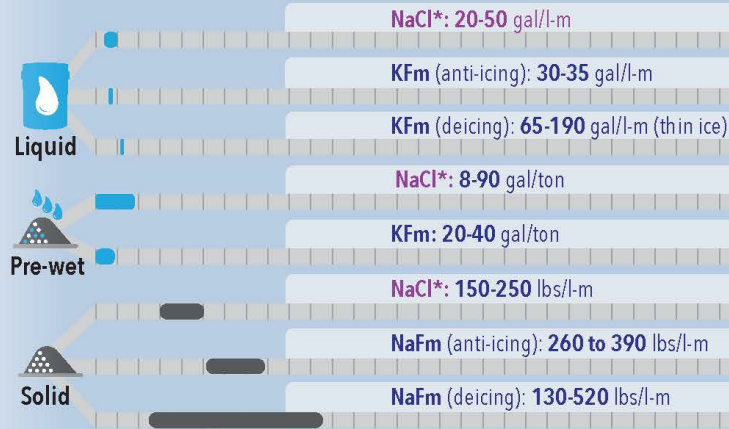 NaCl*: 20-50 gal/l-m
KFm (anti-icing): 30-35 gal/l-m
KFm (deicing): 65-190 gal/l-m (thin ice)
Liquid
NaCl*: 8-90 gal/ton
KFm: 20-40 gal/ton
Pre-wet
NaCl*: 150-250 lbs/l-m
NaFm (anti-icing): 260 to 390 lbs/l-m
NaFm (deicing): 130-520 lbs/l-m
Solid